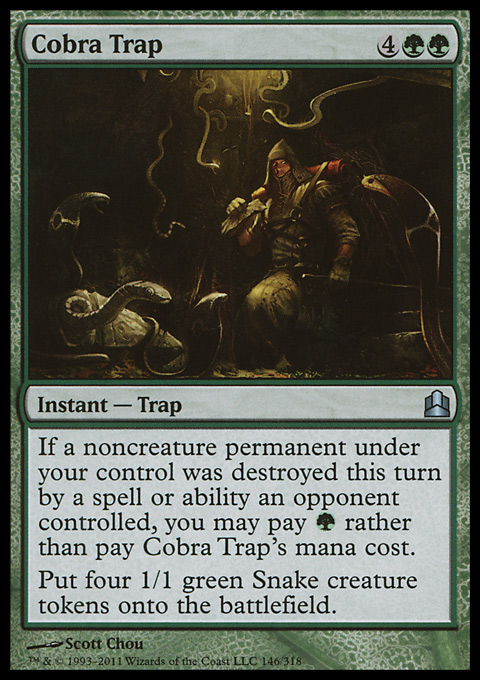 Cobra Trap 4
Instant — Trap
If a noncreature permanent under
your control was destroyed this turn
by a spell or ability an opponent
controlled, you may pay rather
than pay Cobra Trap's mana cost.
Put four 1/1 green Snake creature
tokens onto the battlefield.
Scott Chou
™ & © 1993–2011 Wizards of the Coast LLC 146/318